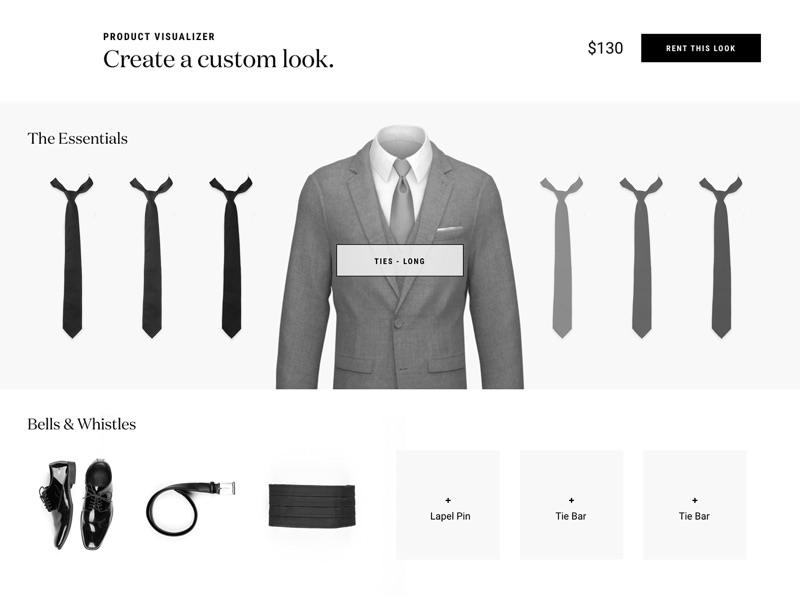 PRODUCT VISUALIZER
Create a custom look.
$130
RENT THIS LOOK
The Essentials
TIES - LONG
Bells & Whistles
+
Lapel Pin
+
Tie Bar
+
Tie Bar